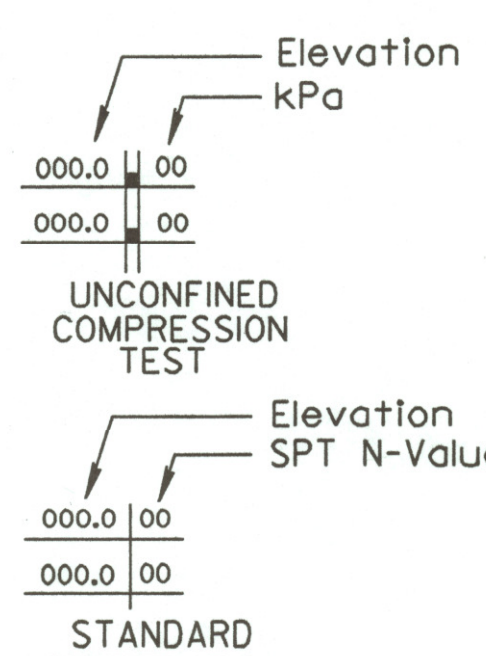 Elevation
kPa
000.0 00
000.0 00
UNCONFINED
COMPRESSION
TEST
Elevation
SPT N-Valu
000.0 00
000.0 00
STANDARD